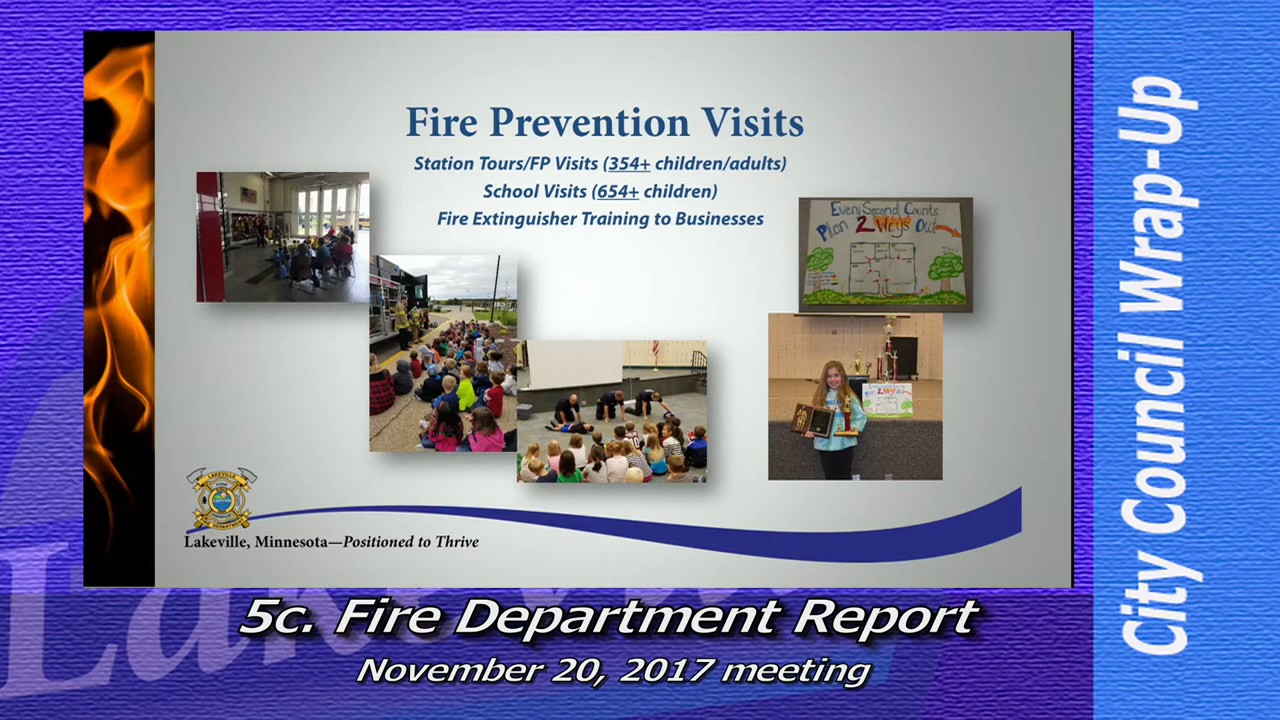 Fire Prevention Visits
Station Tours/FP Visits (354+ children/adults)
School Visits (654+ children)
Fire Extinguisher Training to Businesses
Every Second Counts
Plan 2 Ways Out
LAKEVILLE
Lakeville, Minnesota—Positioned to Thrive
5c. Fire Department Report
November 20, 2017 meeting
City Council Wrap-Up